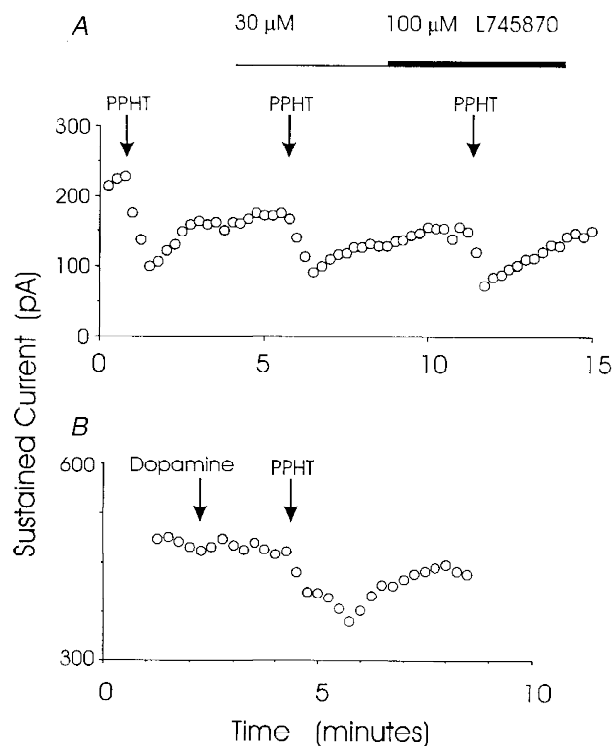 A
30 μM 100 μM L745870
PPHT PPHT PPHT
300
200
100
0
0 5 10 15
Sustained Current (pA)
B
Dopamine PPHT
600
300
0 5 10
Time (minutes)